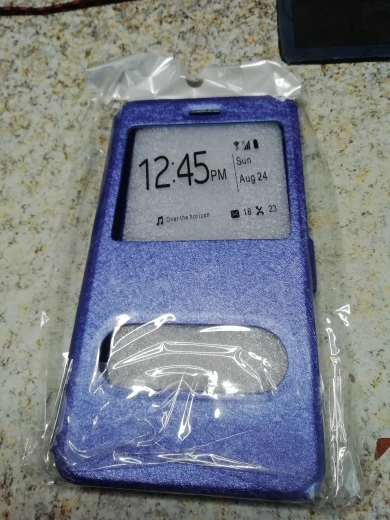 12:45PM
Sun
Aug 24
Over the horizon
18 23